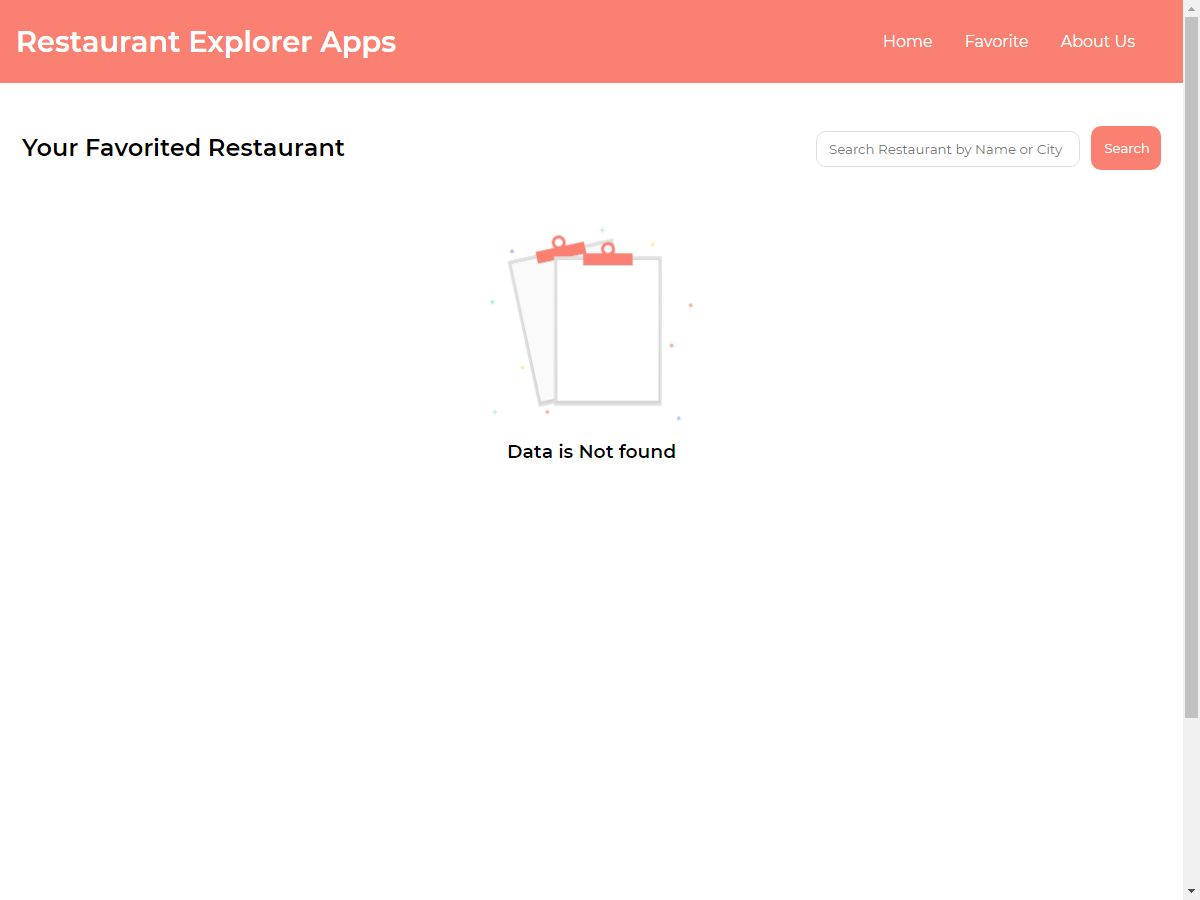 Restaurant Explorer Apps
Home Favorite About Us
Your Favorited Restaurant
Search Restaurant by Name or City
Search
Data is Not found